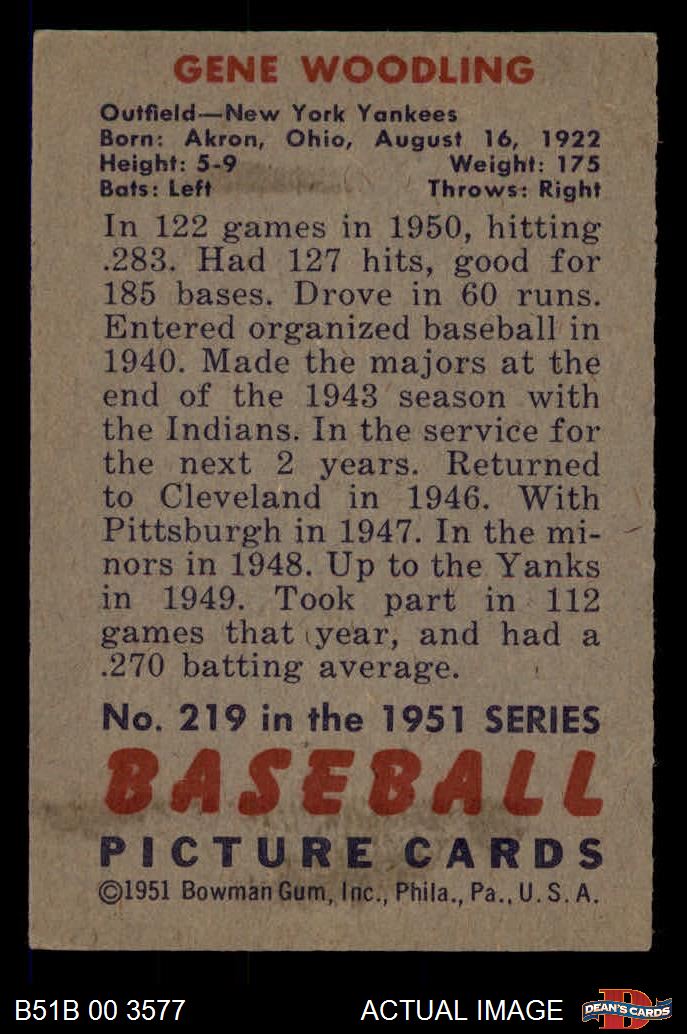 GENE WOODLING
Outfield—New York Yankees
Born: Akron, Ohio, August 16, 1922
Height: 5-9 Weight: 175
Bats: Left Throws: Right
In 122 games in 1950, hitting
.283. Had 127 hits, good for
185 bases. Drove in 60 runs.
Entered organized baseball in
1940. Made the majors at the
end of the 1943 season with
the Indians. In the service for
the next 2 years. Returned
to Cleveland in 1946. With
Pittsburgh in 1947. In the mi-
nors in 1948. Up to the Yanks
in 1949. Took part in 112
games that year, and had a
.270 batting average.
No. 219 in the 1951 SERIES
BASEBALL
PICTURE CARDS
©1951 Bowman Gum, Inc., Phila., Pa., U. S. A.
B51B 00 3577 ACTUAL IMAGE D DEAN'S CARDS